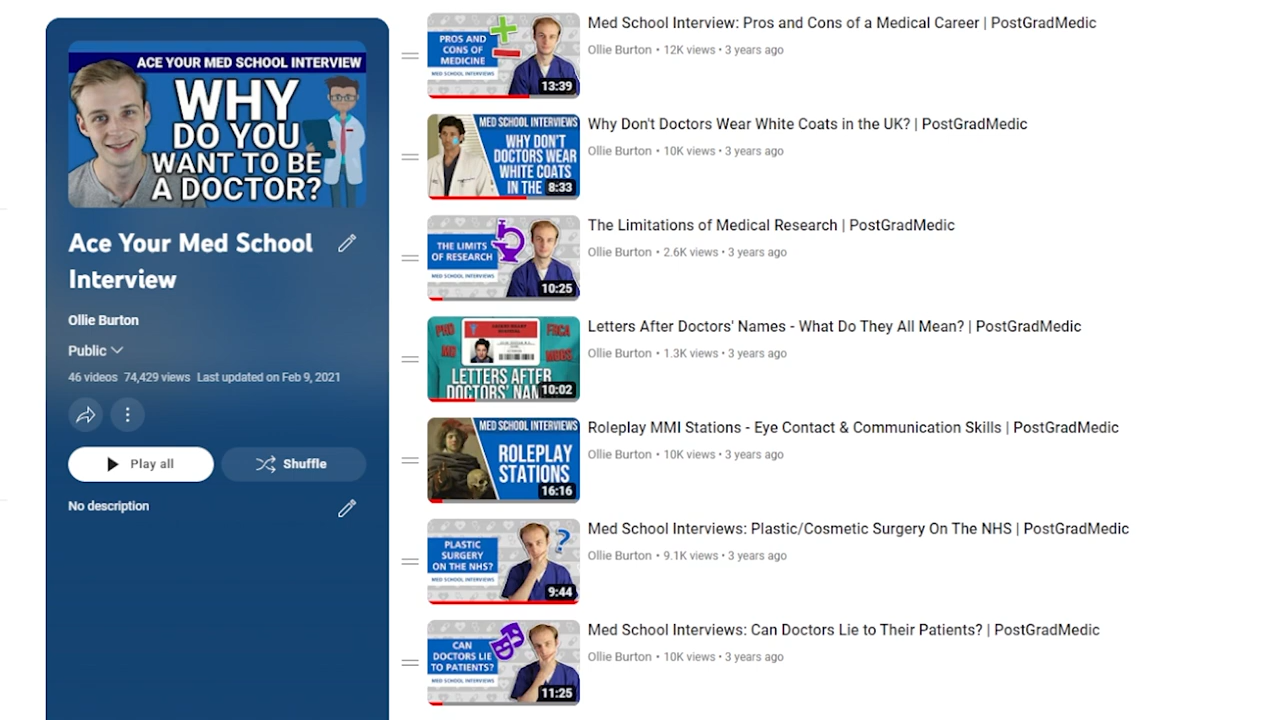 ACE YOUR MED SCHOOL INTERVIEW
WHY
DO YOU
WANT TO BE
A DOCTOR?
Ace Your Med School
Interview
Ollie Burton
Public
46 videos 74,429 views Last updated on Feb 9, 2021
Play all
Shuffle
No description
PROS AND
CONS OF
MEDICINE
MED SCHOOL INTERVIEWS
13:39
Med School Interview: Pros and Cons of a Medical Career | PostGradMedic
Ollie Burton • 12K views • 3 years ago
MED SCHOOL INTERVIEWS
WHY DON'T
DOCTORS WEAR
WHITE COATS
IN THE
8:33
Why Don't Doctors Wear White Coats in the UK? | PostGradMedic
Ollie Burton • 10K views • 3 years ago
THE LIMITS
OF RESEARCH
MED SCHOOL INTERVIEWS
10:25
The Limitations of Medical Research | PostGradMedic
Ollie Burton • 2.6K views • 3 years ago
PHD
FRCA
MD
MBBS
LETTERS AFTER
DOCTORS' NAM
10:02
Letters After Doctors' Names - What Do They All Mean? | PostGradMedic
Ollie Burton • 1.3K views • 3 years ago
MED SCHOOL INTERVIEWS
ROLEPLAY
STATIONS
16:16
Roleplay MMI Stations - Eye Contact & Communication Skills | PostGradMedic
Ollie Burton • 10K views • 3 years ago
PLASTIC
SURGERY
ON THE NHS?
MED SCHOOL INTERVIEWS
9:44
Med School Interviews: Plastic/Cosmetic Surgery On The NHS | PostGradMedic
Ollie Burton • 9.1K views • 3 years ago
CAN
DOCTORS LIE
TO PATIENTS?
MED SCHOOL INTERVIEWS
11:25
Med School Interviews: Can Doctors Lie to Their Patients? | PostGradMedic
Ollie Burton • 10K views • 3 years ago